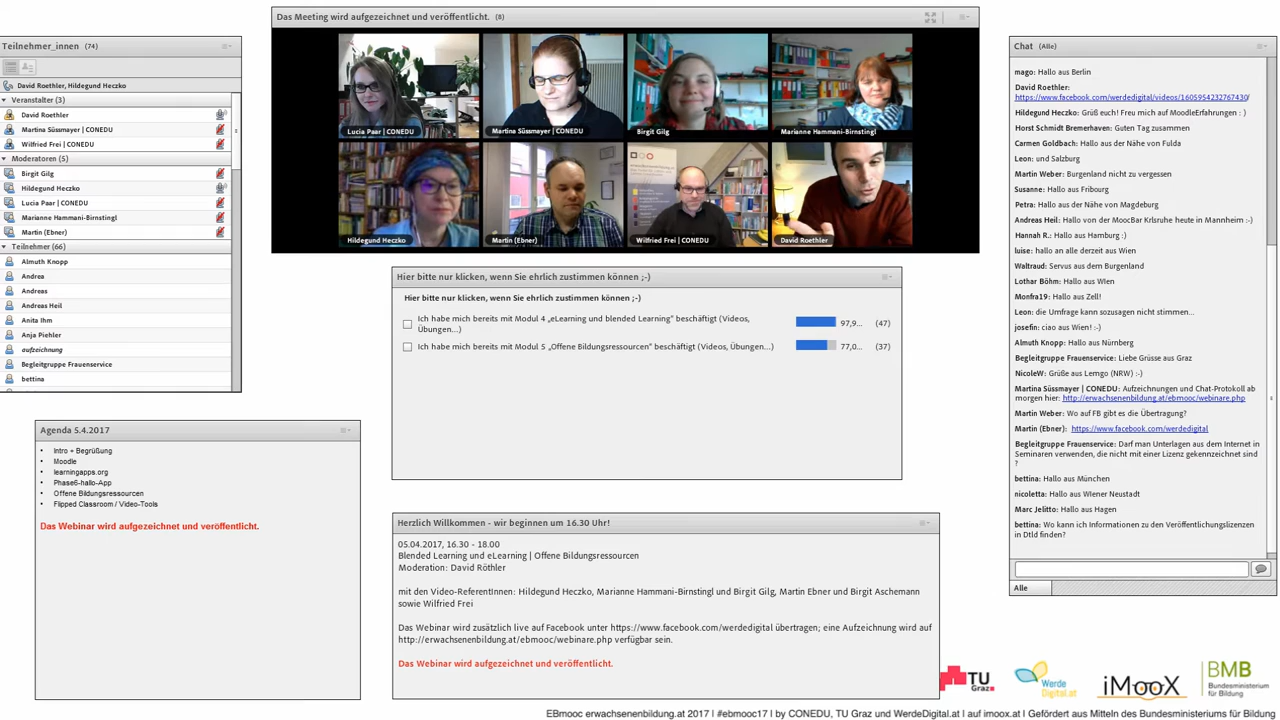 Das Meeting wird aufgezeichnet und veröffentlicht. (8)
Lucia Paar | CONEDU
Martina Süssmayer | CONEDU
Birgit Gilg
Marianne Hammani-Birnstingl
Hildegund Heczko
Martin (Ebner)
Wilfried Frei | CONEDU
David Roethler
Teilnehmer_innen (74)
David Roethler, Hildegund Heczko
Veranstalter (3)
David Roethler
Martina Süssmayer | CONEDU
Wilfried Frei | CONEDU
Moderatoren (5)
Birgit Gilg
Hildegund Heczko
Lucia Paar | CONEDU
Marianne Hammani-Birnstingl
Martin (Ebner)
Teilnehmer (66)
Almuth Knopp
Andrea
Andreas
Andreas Heil
Anita Ihm
Anja Piehler
aufzeichnung
Begleitgruppe Frauenservice
bettina
Hier bitte nur klicken, wenn Sie ehrlich zustimmen können ;-)
Hier bitte nur klicken, wenn Sie ehrlich zustimmen können ;-)
Ich habe mich bereits mit Modul 4 „eLearning und blended Learning" beschäftigt (Videos,
Übungen...)
97,9... (47)
Ich habe mich bereits mit Modul 5 „Offene Bildungsressourcen" beschäftigt (Videos, Übungen...)
77,0... (37)
Agenda 5.4.2017
• Intro + Begrüßung
• Moodle
• learningapps.org
• Phase6-hallo-App
• Offene Bildungsressourcen
• Flipped Classroom / Video-Tools
Das Webinar wird aufgezeichnet und veröffentlicht.
Herzlich Willkommen - wir beginnen um 16.30 Uhr!
05.04.2017, 16.30 - 18.00
Blended Learning und eLearning | Offene Bildungsressourcen
Moderation: David Röthler
mit den Video-ReferentInnen: Hildegund Heczko, Marianne Hammani-Birnstingl und Birgit Gilg, Martin Ebner und Birgit Aschemann
sowie Wilfried Frei
Das Webinar wird zusätzlich live auf Facebook unter https://www.facebook.com/werdedigital übertragen; eine Aufzeichnung wird auf
http://erwachsenenbildung.at/ebmooc/webinare.php verfügbar sein.
Das Webinar wird aufgezeichnet und veröffentlicht.
Chat (Alle)
mago: Hallo aus Berlin
David Roethler:
https://www.facebook.com/werdedigital/videos/1605954232767430/
Hildegund Heczko: Grüß euch! Freu mich auf MoodleErfahrungen : )
Horst Schmidt Bremerhaven: Guten Tag zusammen
Carmen Goldbach: Hallo aus der Nähe von Fulda
Leon: und Salzburg
Martin Weber: Burgenland nicht zu vergessen
Susanne: Hallo aus Fribourg
Petra: Hallo aus der Nähe von Magdeburg
Andreas Heil: Hallo von der MoocBar Krlsruhe heute in Mannheim :-)
Hannah R.: Hallo aus Hamburg :)
luise: hallo an alle derzeit aus Wien
Waltraud: Servus aus dem Burgenland
Lothar Böhm: Hallo aus WIen
Monfra19: Hallo aus Zell!
Leon: die Umfrage kann sozusagen nicht stimmen...
josefin: ciao aus Wien! :-)
Almuth Knopp: Hallo aus Nürnberg
Begleitgruppe Frauenservice: Liebe Grüsse aus Graz
NicoleW: Grüße aus Lemgo (NRW) :-)
Martina Süssmayer | CONEDU: Aufzeichnungen und Chat-Protokoll ab
morgen hier: http://erwachsenenbildung.at/ebmooc/webinare.php
Martin Weber: Wo auf FB gibt es die Übertragung?
Martin (Ebner): https://www.facebook.com/werdedigital
Begleitgruppe Frauenservice: Darf man Unterlagen aus dem Internet in
Seminaren verwenden, die nicht mit einer Lizenz gekennzeichnet sind
?
bettina: Hallo aus München
nicoletta: Hallo aus Wiener Neustadt
Marc Jelitto: Hallo aus Hagen
bettina: Wo kann ich Informationen zu den Veröffentlichungslizenzen
in Dtld finden?
Alle
TU
Graz
Werde
Digital.at
iMooX
BMB
Bundesministerium
für Bildung
EBmooc erwachsenenbildung.at 2017 I #ebmooc17 I by CONEDU, TU Graz und WerdeDigital.at I auf imoox.at I Gefördert aus Mitteln des Bundesministeriums für Bildung